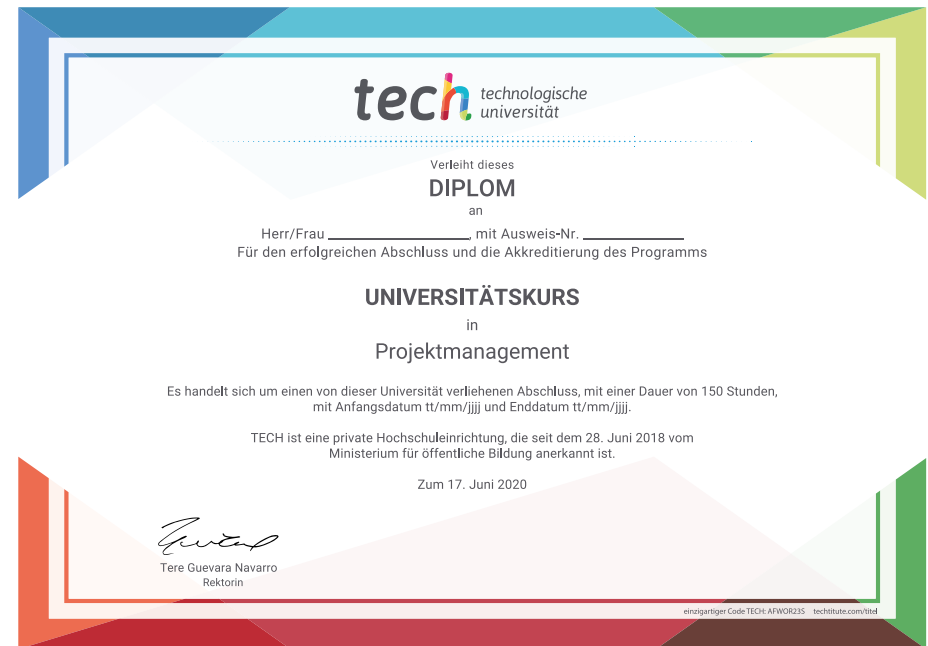 tech technologische
universität
Verleiht dieses
DIPLOM
an
Herr/Frau ____________________, mit Ausweis-Nr. ______________
Für den erfolgreichen Abschluss und die Akkreditierung des Programms
UNIVERSITÄTSKURS
in
Projektmanagement
Es handelt sich um einen von dieser Universität verliehenen Abschluss, mit einer Dauer von 150 Stunden,
mit Anfangsdatum tt/mm/jjjj und Enddatum tt/mm/jjjj.
TECH ist eine private Hochschuleinrichtung, die seit dem 28. Juni 2018 vom
Ministerium für öffentliche Bildung anerkannt ist.
Zum 17. Juni 2020
Tere Guevara Navarro
Rektorin
einzigartiger Code TECH: AFWOR23S techtitute.com/titel